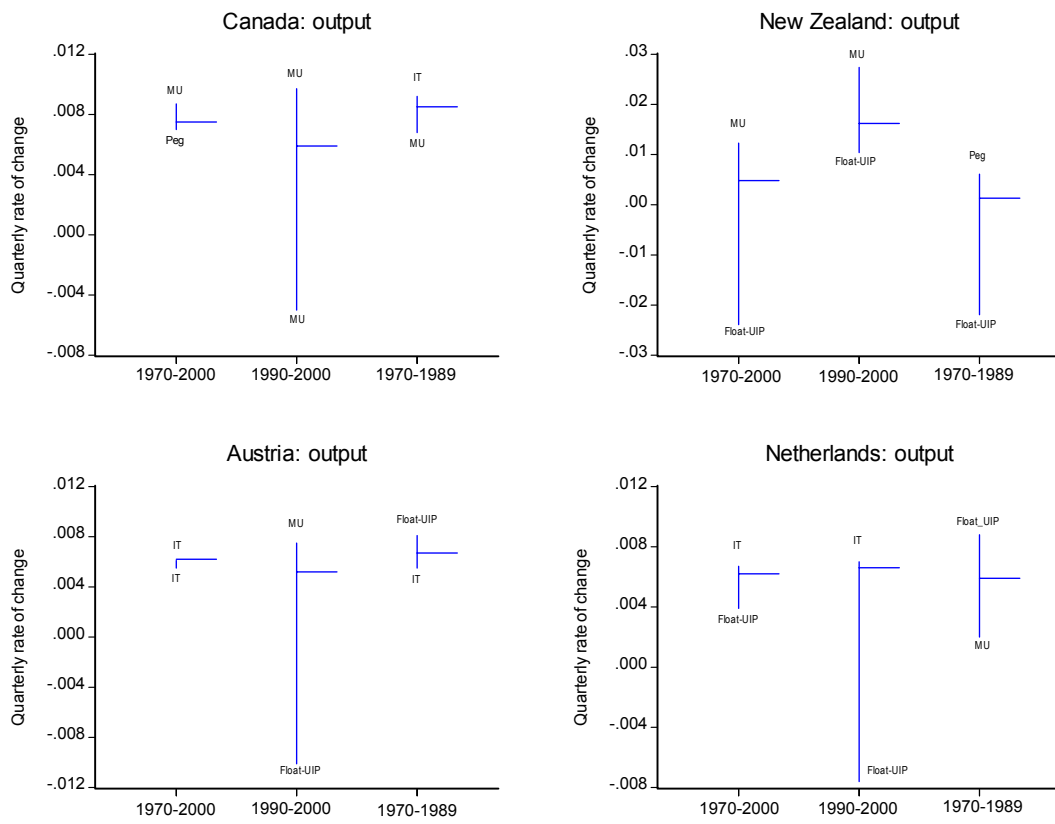 Canada: output
Quarterly rate of change
.012
.008
.004
.000
-.004
-.008
MU
Peg
MU
MU
IT
MU
1970-2000
1990-2000
1970-1989
New Zealand: output
Quarterly rate of change
.03
.02
.01
.00
-.01
-.02
-.03
MU
Float-UIP
MU
Float-UIP
Peg
Float-UIP
1970-2000
1990-2000
1970-1989
Austria: output
Quarterly rate of change
.012
.008
.004
.000
-.004
-.008
-.012
IT
IT
MU
Float-UIP
Float-UIP
IT
1970-2000
1990-2000
1970-1989
Netherlands: output
Quarterly rate of change
.012
.008
.004
.000
-.004
-.008
IT
Float-UIP
IT
Float-UIP
Float_UIP
MU
1970-2000
1990-2000
1970-1989